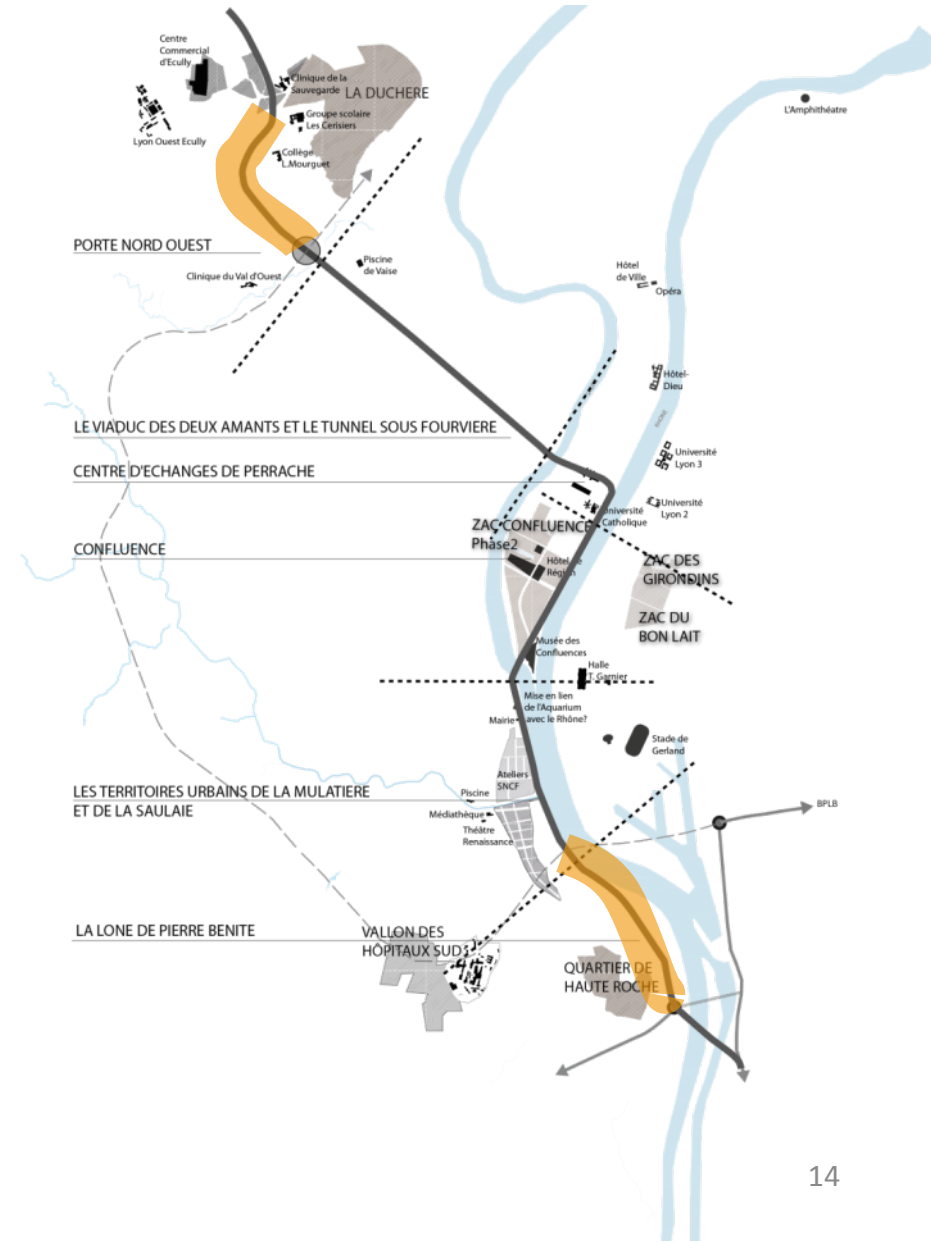 Centre
Commercial
d'Ecully
Clinique de la
Sauvegarde
LA DUCHERE
L'Amphithéatre
Groupe scolaire
Les Cerisiers
Lyon Ouest Ecully
Collège
L.Mourguet
PORTE NORD OUEST
Piscine
de Vaise
Clinique du Val d'Ouest
Hôtel
de Ville
Opéra
Hôtel-
Dieu
RHONE
LE VIADUC DES DEUX AMANTS ET LE TUNNEL SOUS FOURVIERE
Université
Lyon 3
CENTRE D'ECHANGES DE PERRACHE
Université
Lyon 2
Université
Catholique
ZAC CONFLUENCE
Phase2
CONFLUENCE
Hôtel de
Région
ZAC DES
GIRONDINS
ZAC DU
BON LAIT
Musée des
Confluences
Halle
T. Garnier
Mise en lien
de l'Aquarium
avec le Rhône?
Mairie
Stade de
Gerland
Ateliers
SNCF
LES TERRITOIRES URBAINS DE LA MULATIERE
ET DE LA SAULAIE
Piscine
BPLB
Médiathèque
Théâtre
Renaissance
LA LONE DE PIERRE BENITE
VALLON DES
HÔPITAUX SUD
QUARTIER DE
HAUTE ROCHE
14